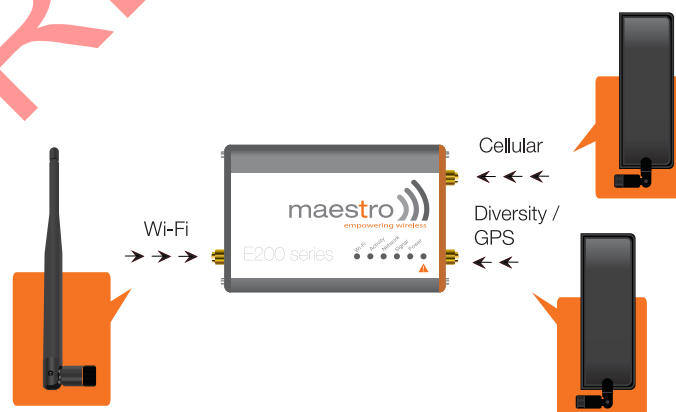 Cellular
maestro
empowering wireless
Wi-Fi
Diversity /
GPS
E200 series
Wi-Fi
Activity
Network
Signal
Power